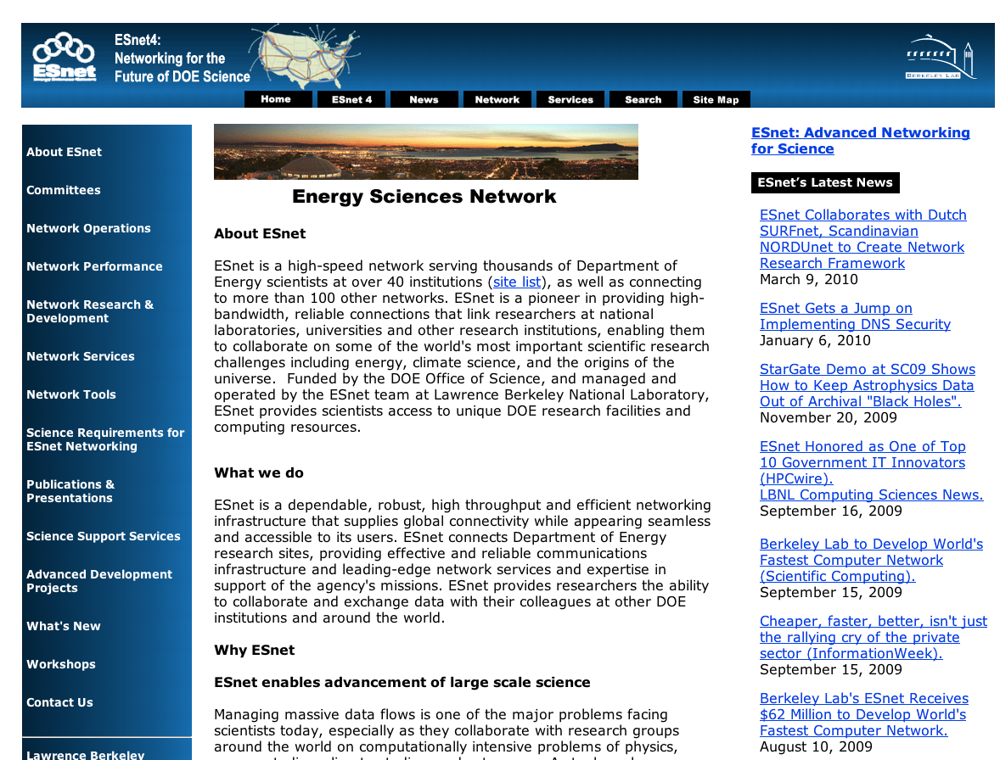 ESnet4:
Networking for the
Future of DOE Science
ESnet
BERKELEY LAB
Home
ESnet 4
News
Network
Services
Search
Site Map
About ESnet
Committees
Network Operations
Network Performance
Network Research &
Development
Network Services
Network Tools
Science Requirements for
ESnet Networking
Publications &
Presentations
Science Support Services
Advanced Development
Projects
What's New
Workshops
Contact Us
Lawrence Berkeley
Energy Sciences Network
About ESnet
ESnet is a high-speed network serving thousands of Department of
Energy scientists at over 40 institutions (site list), as well as connecting
to more than 100 other networks. ESnet is a pioneer in providing high-
bandwidth, reliable connections that link researchers at national
laboratories, universities and other research institutions, enabling them
to collaborate on some of the world's most important scientific research
challenges including energy, climate science, and the origins of the
universe.  Funded by the DOE Office of Science, and managed and
operated by the ESnet team at Lawrence Berkeley National Laboratory,
ESnet provides scientists access to unique DOE research facilities and
computing resources.
What we do
ESnet is a dependable, robust, high throughput and efficient networking
infrastructure that supplies global connectivity while appearing seamless
and accessible to its users. ESnet connects Department of Energy
research sites, providing effective and reliable communications
infrastructure and leading-edge network services and expertise in
support of the agency's missions. ESnet provides researchers the ability
to collaborate and exchange data with their colleagues at other DOE
institutions and around the world.
Why ESnet
ESnet enables advancement of large scale science
Managing massive data flows is one of the major problems facing
scientists today, especially as they collaborate with research groups
around the world on computationally intensive problems of physics,
ESnet: Advanced Networking
for Science
ESnet’s Latest News
ESnet Collaborates with Dutch
SURFnet, Scandinavian
NORDUnet to Create Network
Research Framework
March 9, 2010
ESnet Gets a Jump on
Implementing DNS Security
January 6, 2010
StarGate Demo at SC09 Shows
How to Keep Astrophysics Data
Out of Archival "Black Holes".
November 20, 2009
ESnet Honored as One of Top
10 Government IT Innovators
(HPCwire).
LBNL Computing Sciences News.
September 16, 2009
Berkeley Lab to Develop World's
Fastest Computer Network
(Scientific Computing).
September 15, 2009
Cheaper, faster, better, isn't just
the rallying cry of the private
sector (InformationWeek).
September 15, 2009
Berkeley Lab's ESnet Receives
$62 Million to Develop World's
Fastest Computer Network.
August 10, 2009